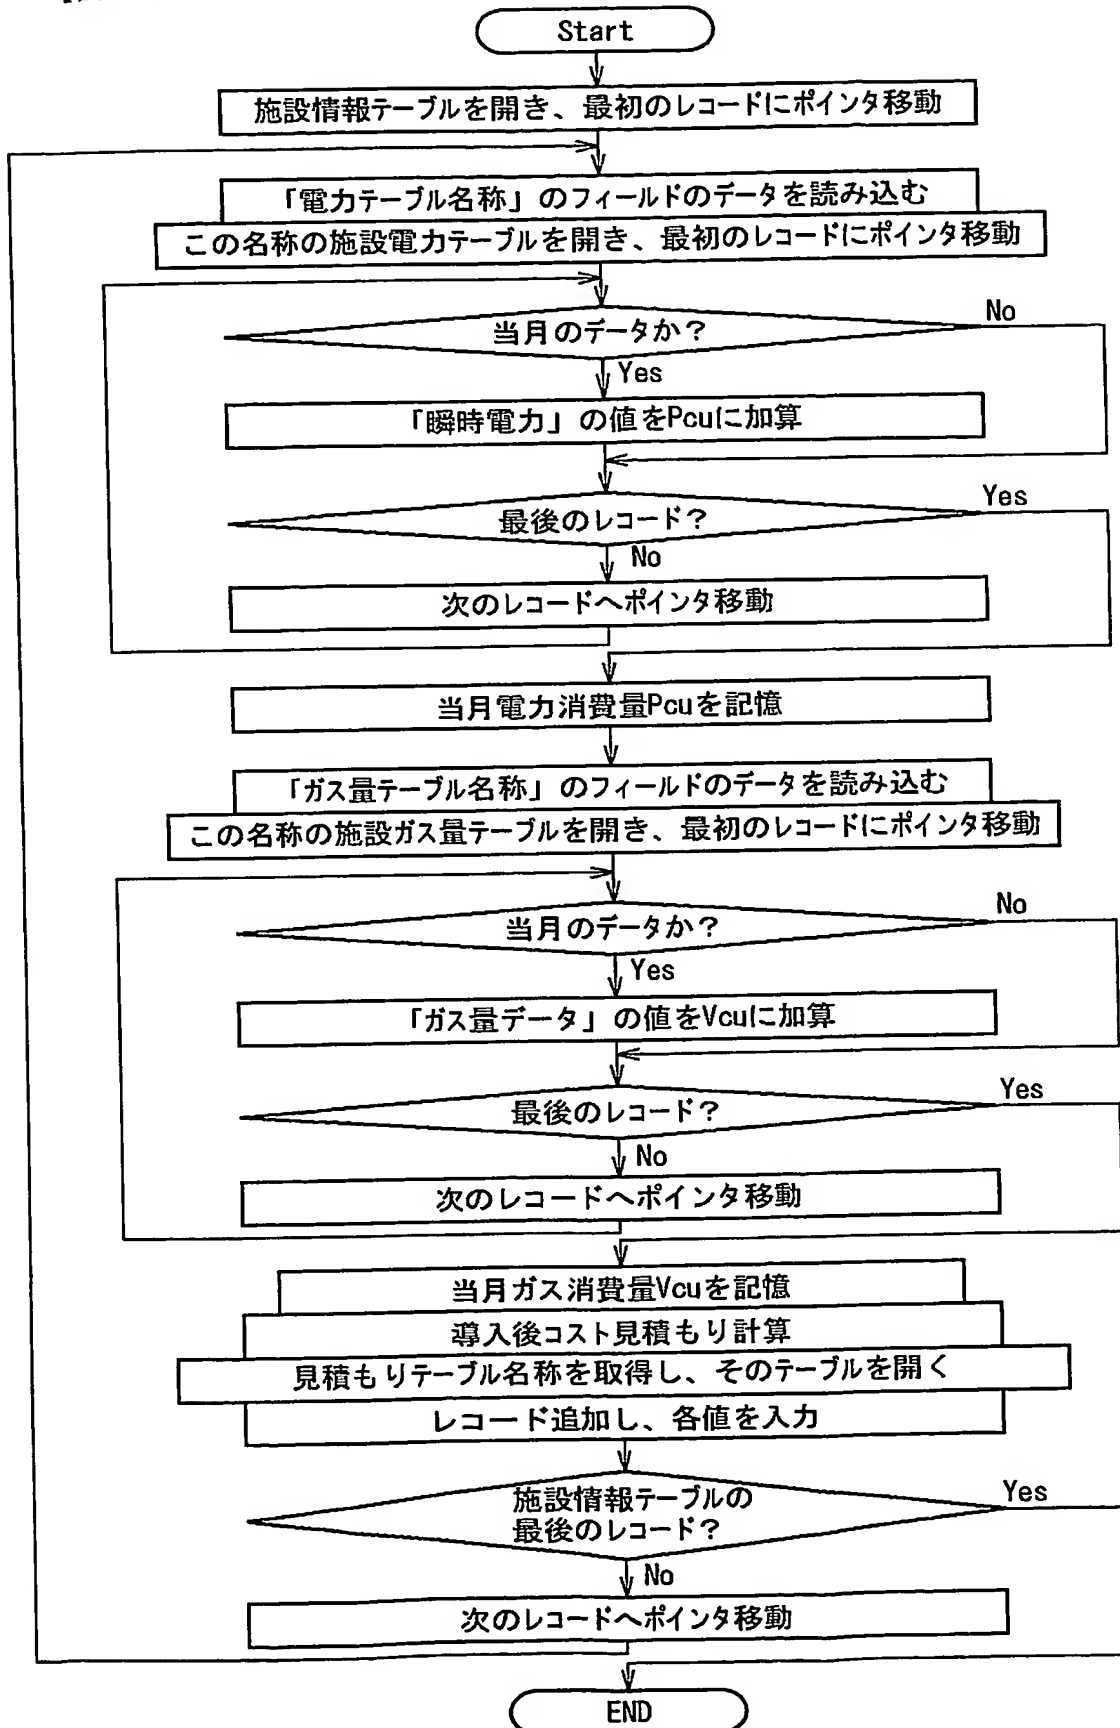 Start
施設情報テーブルを開き、最初のレコードにポインタ移動
「電力テーブル名称」のフィールドのデータを読み込む
この名称の施設電力テーブルを開き、最初のレコードにポインタ移動
当月のデータか？
No
Yes
「瞬時電力」の値をPcuに加算
最後のレコード？
Yes
No
次のレコードへポインタ移動
当月電力消費量Pcuを記憶
「ガス量テーブル名称」のフィールドのデータを読み込む
この名称の施設ガス量テーブルを開き、最初のレコードにポインタ移動
当月のデータか？
No
Yes
「ガス量データ」の値をVcuに加算
最後のレコード？
Yes
No
次のレコードへポインタ移動
当月ガス消費量Vcuを記憶
導入後コスト見積もり計算
見積もりテーブル名称を取得し、そのテーブルを開く
レコード追加し、各値を入力
施設情報テーブルの
最後のレコード？
Yes
No
次のレコードへポインタ移動
END